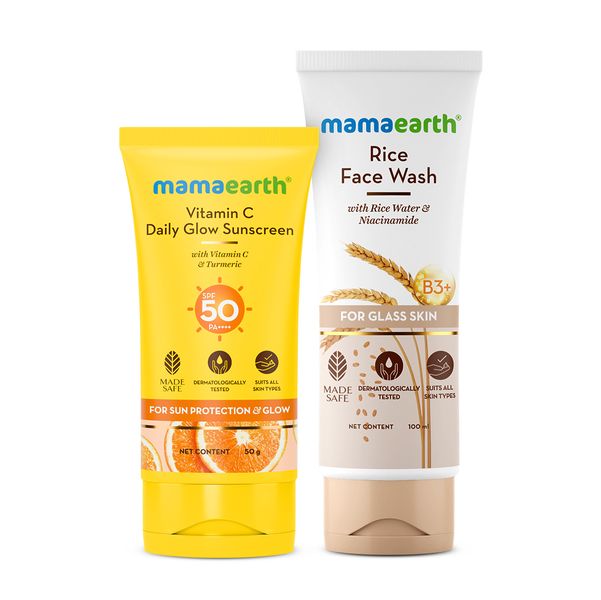 mamaearth®
Vitamin C
Daily Glow Sunscreen
with Vitamin C
& Turmeric
SPF
50
PA++++
MADE
SAFE
DERMATOLOGICALLY
TESTED
SUITS ALL
SKIN TYPES
FOR SUN PROTECTION & GLOW
NET CONTENT 50 g
mamaearth®
Rice
Face Wash
with Rice Water &
Niacinamide
B3+
FOR GLASS SKIN
MADE
SAFE
DERMATOLOGICALLY
TESTED
SUITS ALL
SKIN TYPES
NET CONTENT 100 ml